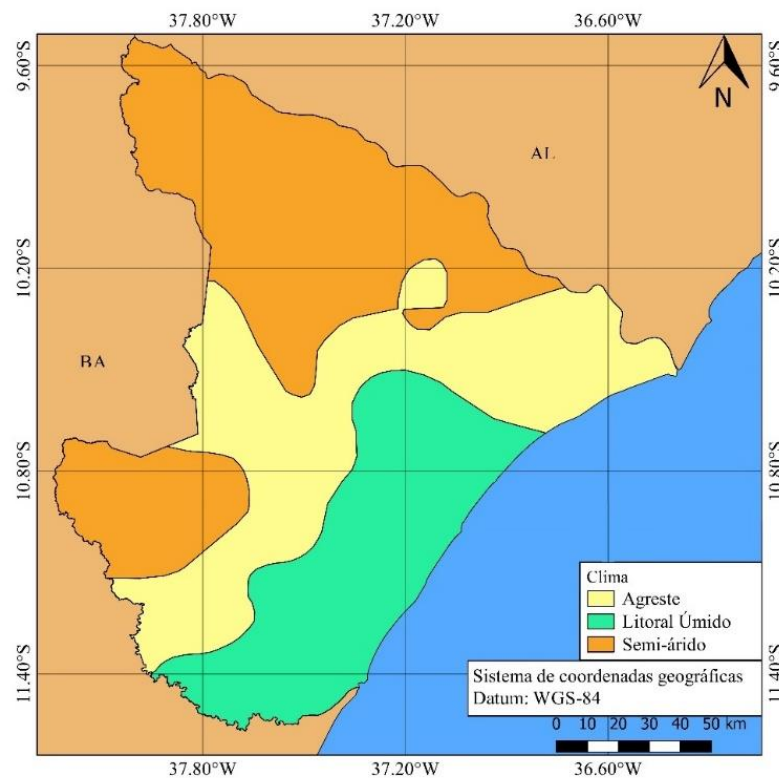 37.80°W 37.20°W 36.60°W
9.60°S 9.60°S
N
AL
10.20°S 10.20°S
BA
10.80°S 10.80°S
Clima
Agreste
Litoral Úmido
Semi-árido
11.40°S 11.40°S
Sistema de coordenadas geográficas
Datum: WGS-84
0 10 20 30 40 50 km
37.80°W 37.20°W 36.60°W